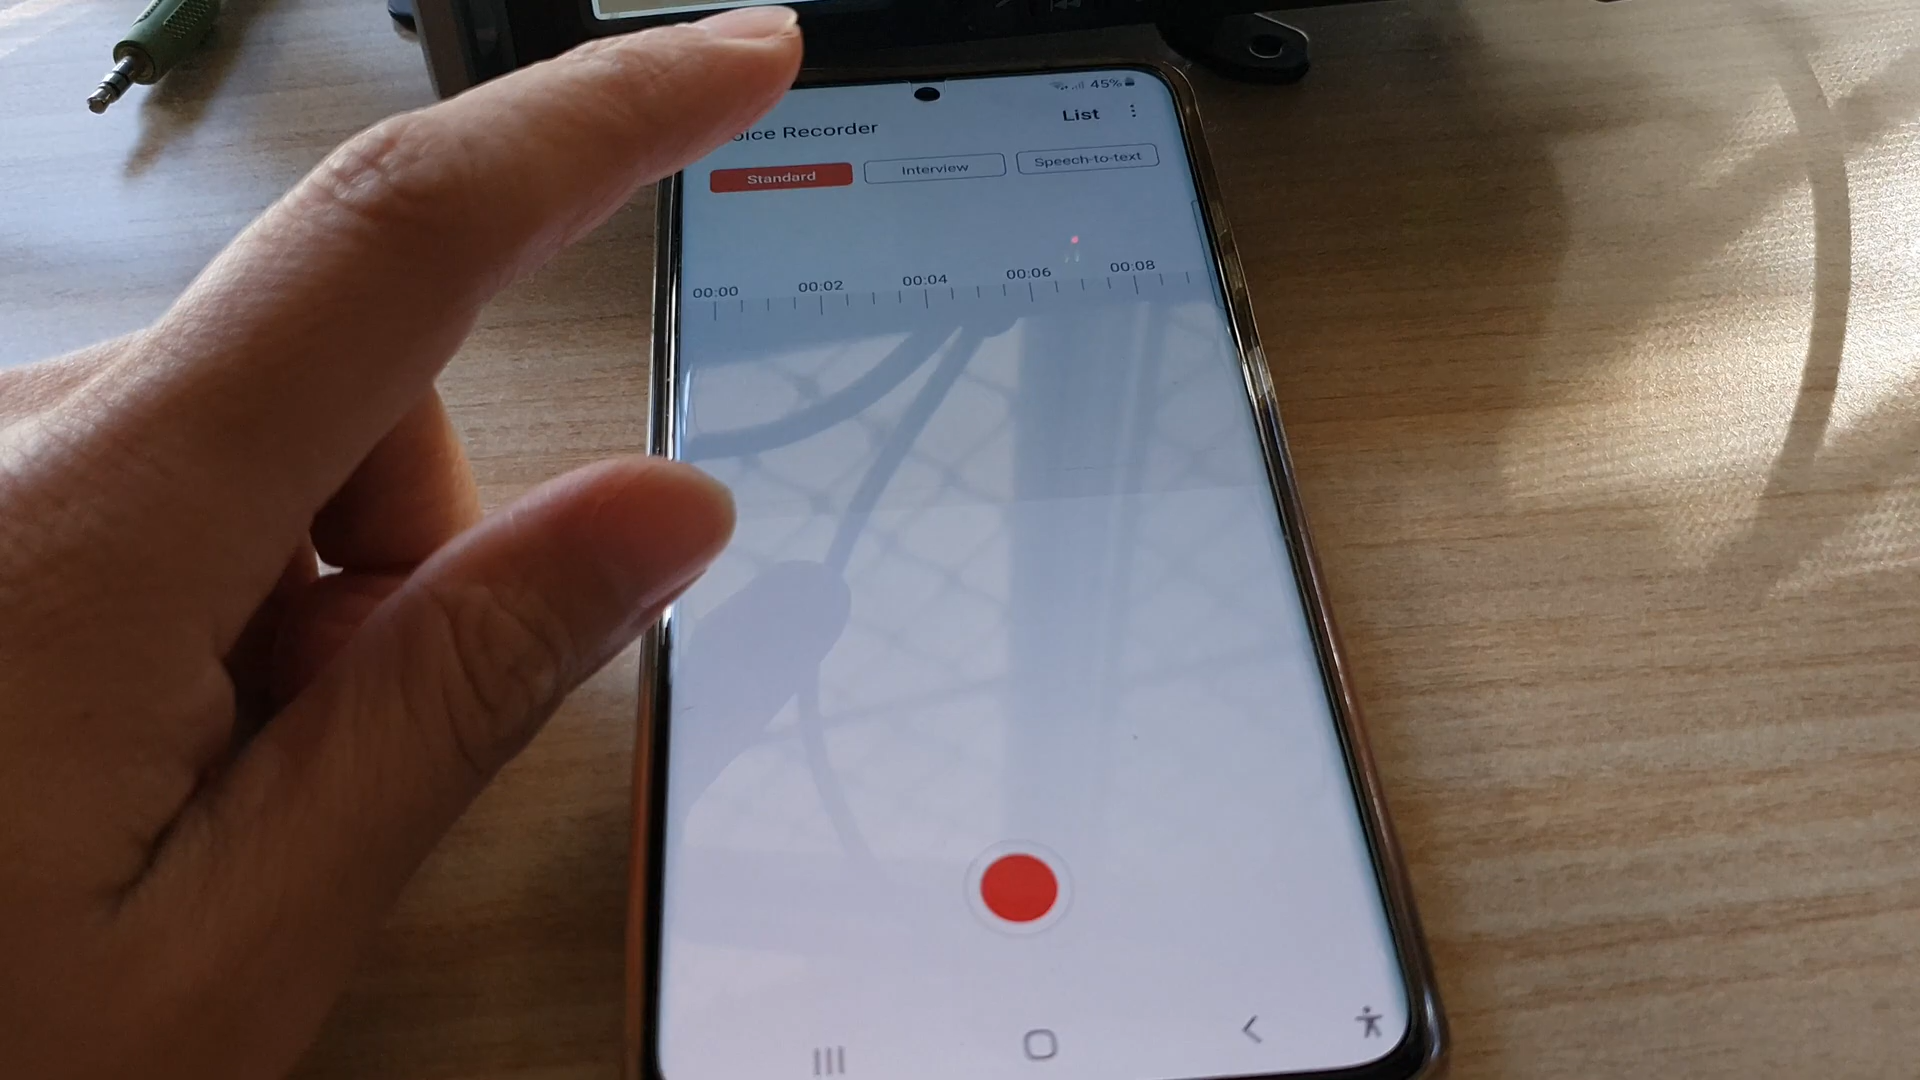 45%
oice Recorder
List
Standard
Interview
Speech-to-text
00:00
00:02
00:04
00:06
00:08